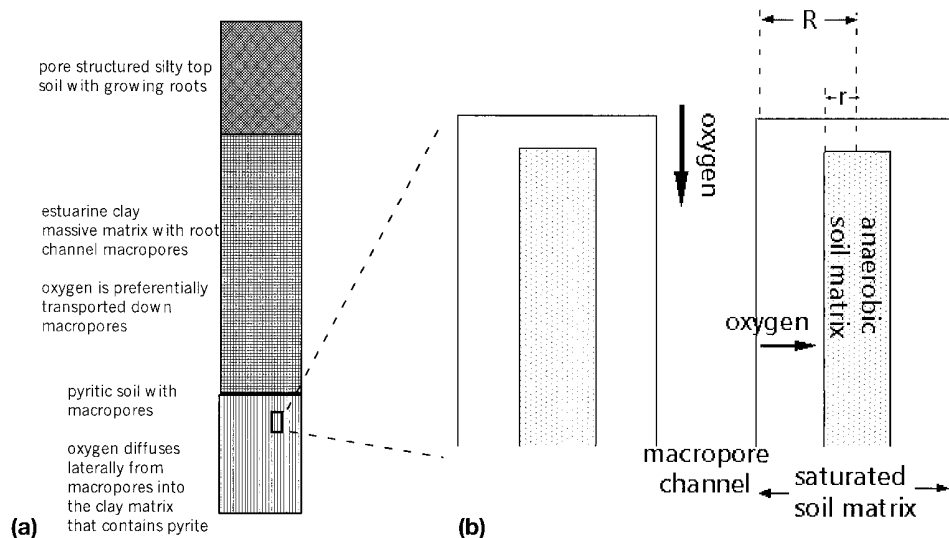 pore structured silty top
soil with growing roots
estuarine clay
massive matrix with root
channel macropores
oxygen is preferentially
transported down
macropores
pyritic soil with
macropores
oxygen diffuses
laterally from
macropores into
the clay matrix
that contains pyrite
(a)
R
r
oxygen
anaerobic
soil matrix
oxygen
macropore
channel
saturated
soil matrix
(b)